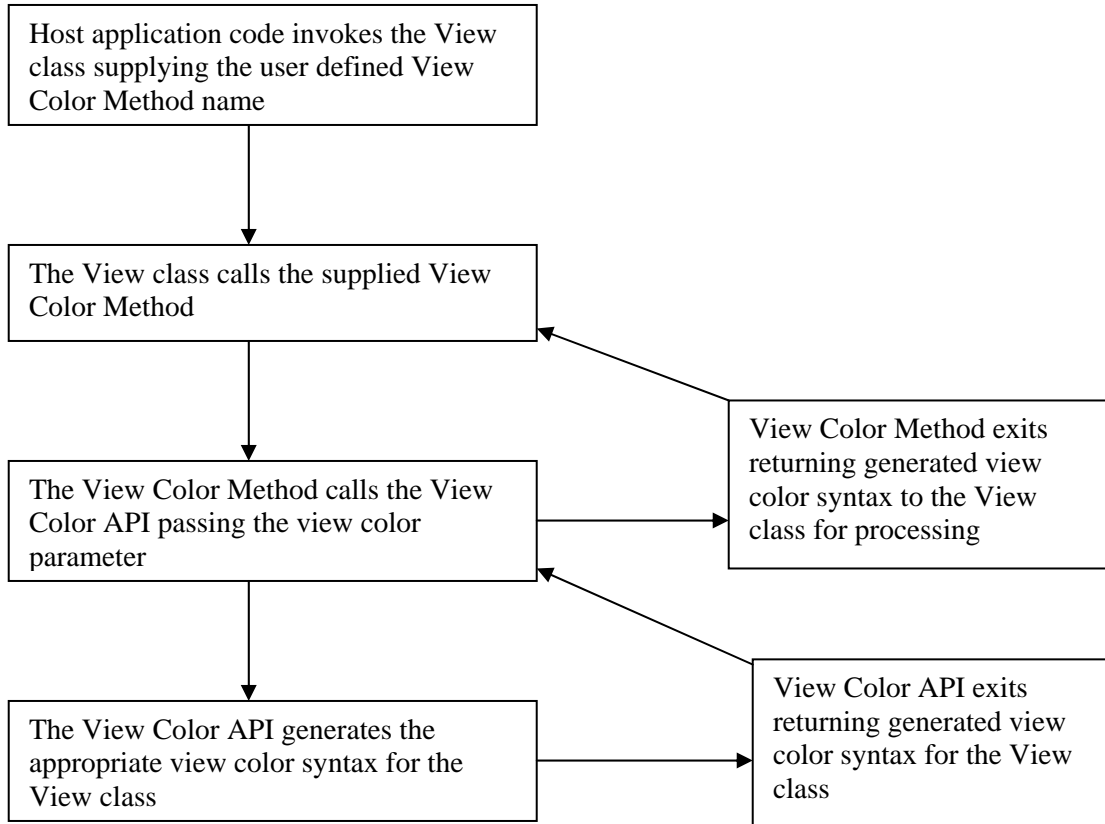 Host application code invokes the View
class supplying the user defined View
Color Method name
The View class calls the supplied View
Color Method
View Color Method exits
returning generated view
color syntax to the View
class for processing
The View Color Method calls the View
Color API passing the view color
parameter
View Color API exits
returning generated view
color syntax for the View
class
The View Color API generates the
appropriate view color syntax for the
View class